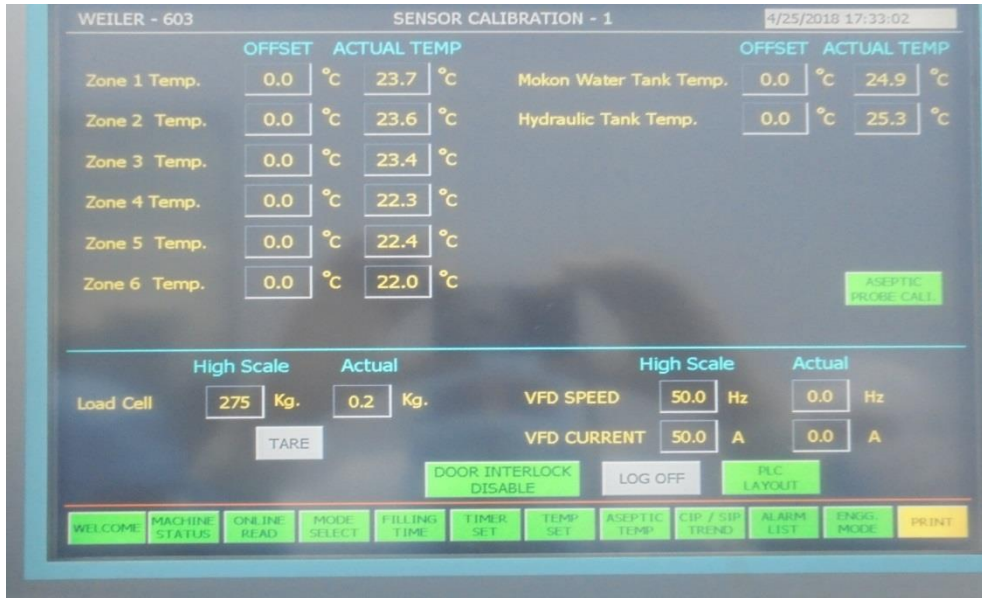 WEILER - 603 SENSOR CALIBRATION - 1 4/25/2018 17:33:02
OFFSET ACTUAL TEMP OFFSET ACTUAL TEMP
Zone 1 Temp. 0.0 °C 23.7 °C Mokon Water Tank Temp. 0.0 °C 24.9 °C
Zone 2 Temp. 0.0 °C 23.6 °C Hydraulic Tank Temp. 0.0 °C 25.3 °C
Zone 3 Temp. 0.0 °C 23.4 °C
Zone 4 Temp. 0.0 °C 22.3 °C
Zone 5 Temp. 0.0 °C 22.4 °C
Zone 6 Temp. 0.0 °C 22.0 °C
ASEPTIC
PROBE CALI.
High Scale Actual High Scale Actual
Load Cell 275 Kg. 0.2 Kg. VFD SPEED 50.0 Hz 0.0 Hz
TARE VFD CURRENT 50.0 A 0.0 A
DOOR INTERLOCK
DISABLE
LOG OFF
PLC
LAYOUT
WELCOME
MACHINE
STATUS
ONLINE
READ
MODE
SELECT
FILLING
TIME
TIMER
SET
TEMP
SET
ASEPTIC
TEMP
CIP / SIP
TREND
ALARM
LIST
ENGG.
MODE
PRINT